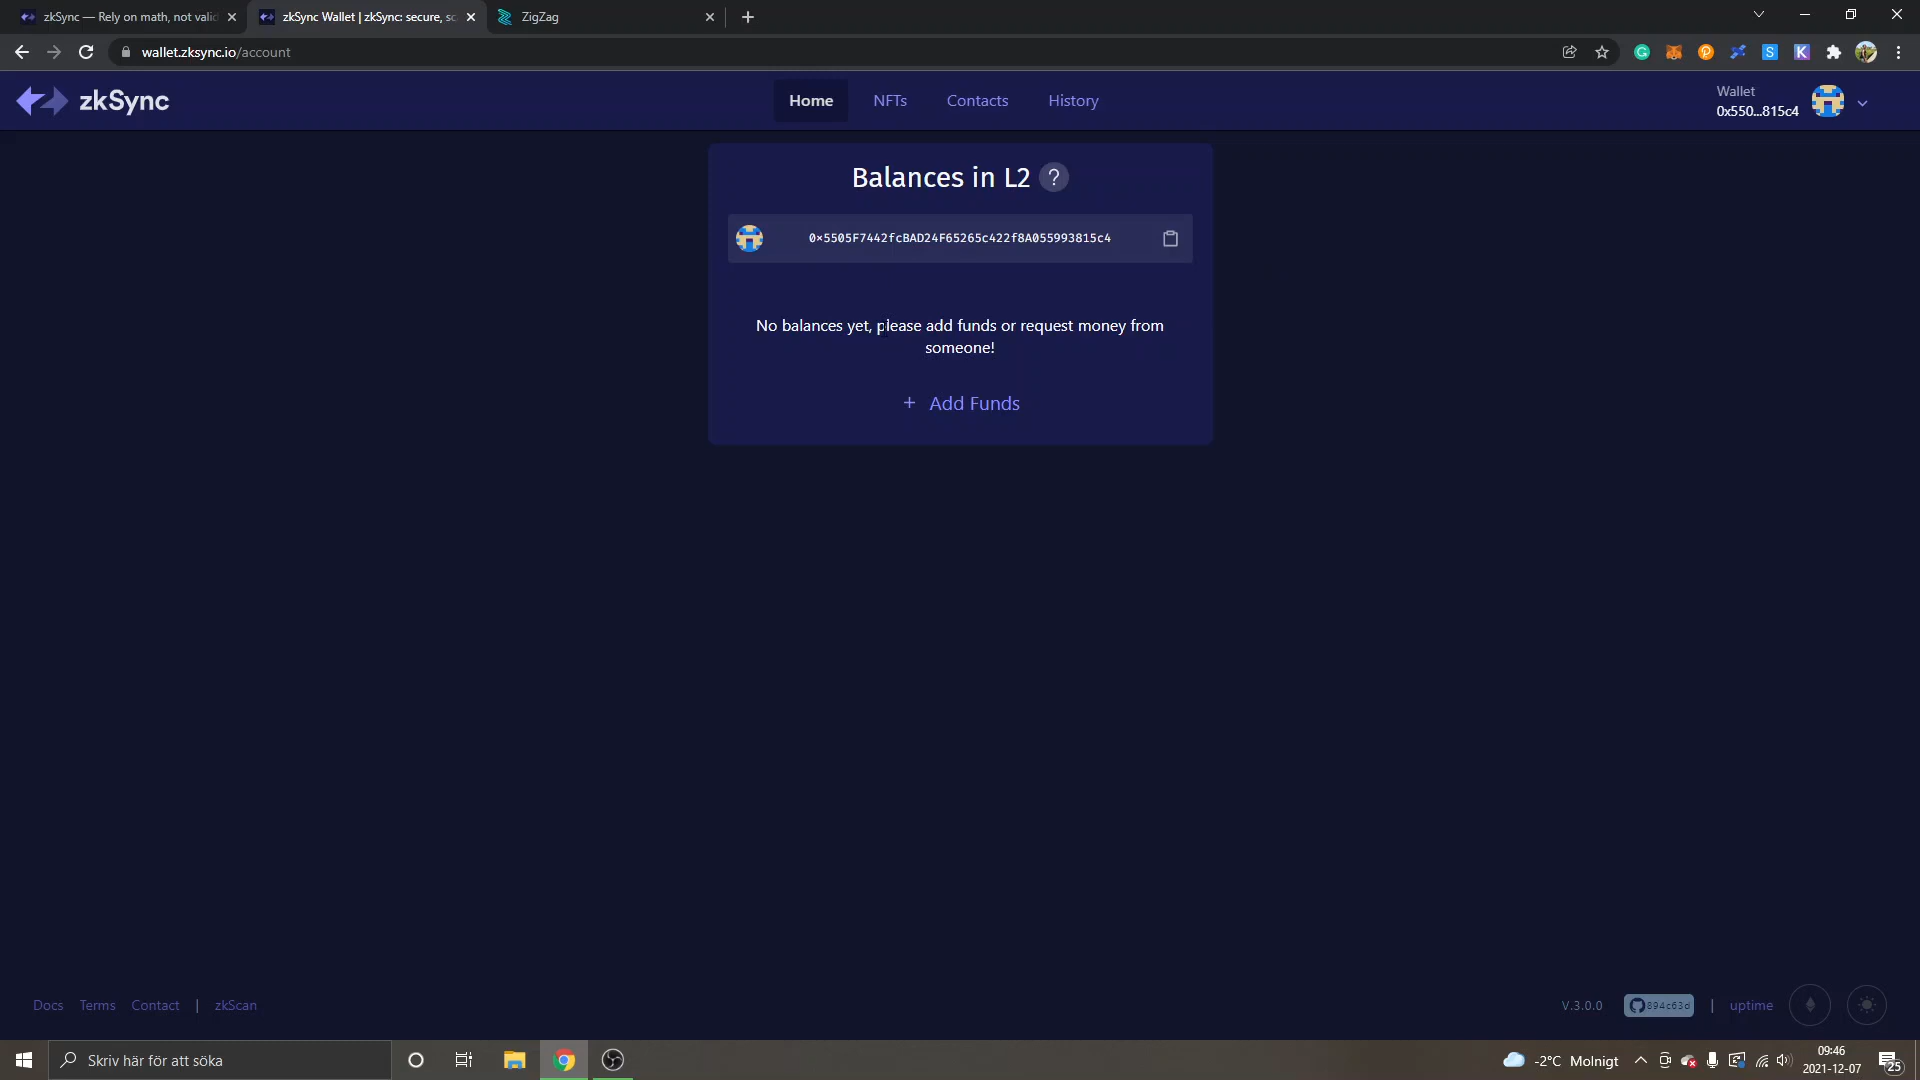 zkSync — Rely on math, not valid
zkSync Wallet | zkSync: secure, sc
ZigZag
wallet.zksync.io/account
zkSync
Home
NFTs
Contacts
History
Wallet
0x550...815c4
Balances in L2 ?
0x5505F7442fcBAD24F65265c422f8A055993815c4
No balances yet, please add funds or request money from
someone!
+ Add Funds
Docs
Terms
Contact
|
zkScan
V.3.0.0
894c63d
|
uptime
Skriv här för att söka
-2°C Molnigt
09:46
2021-12-07
25